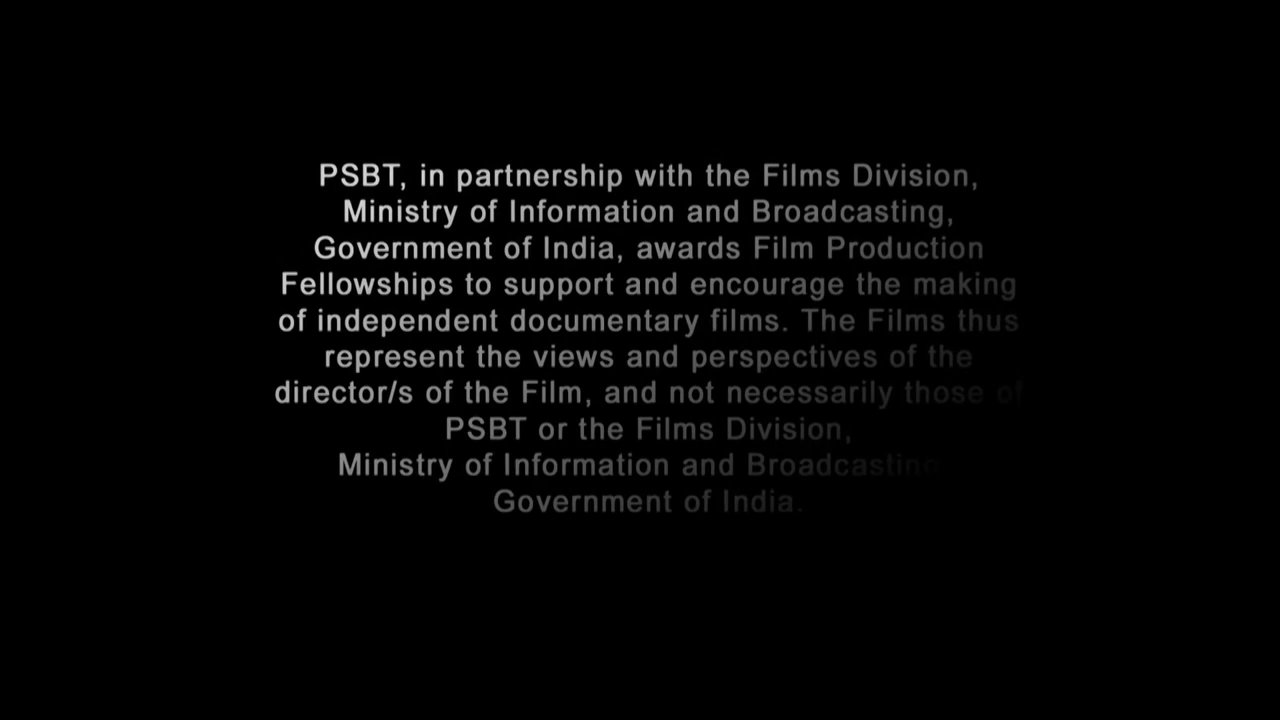 PSBT, in partnership with the Films Division,
Ministry of Information and Broadcasting,
Government of India, awards Film Production
Fellowships to support and encourage the making
of independent documentary films. The Films thus
represent the views and perspectives of the
director/s of the Film, and not necessarily those of
PSBT or the Films Division,
Ministry of Information and Broadcasting
Government of India.